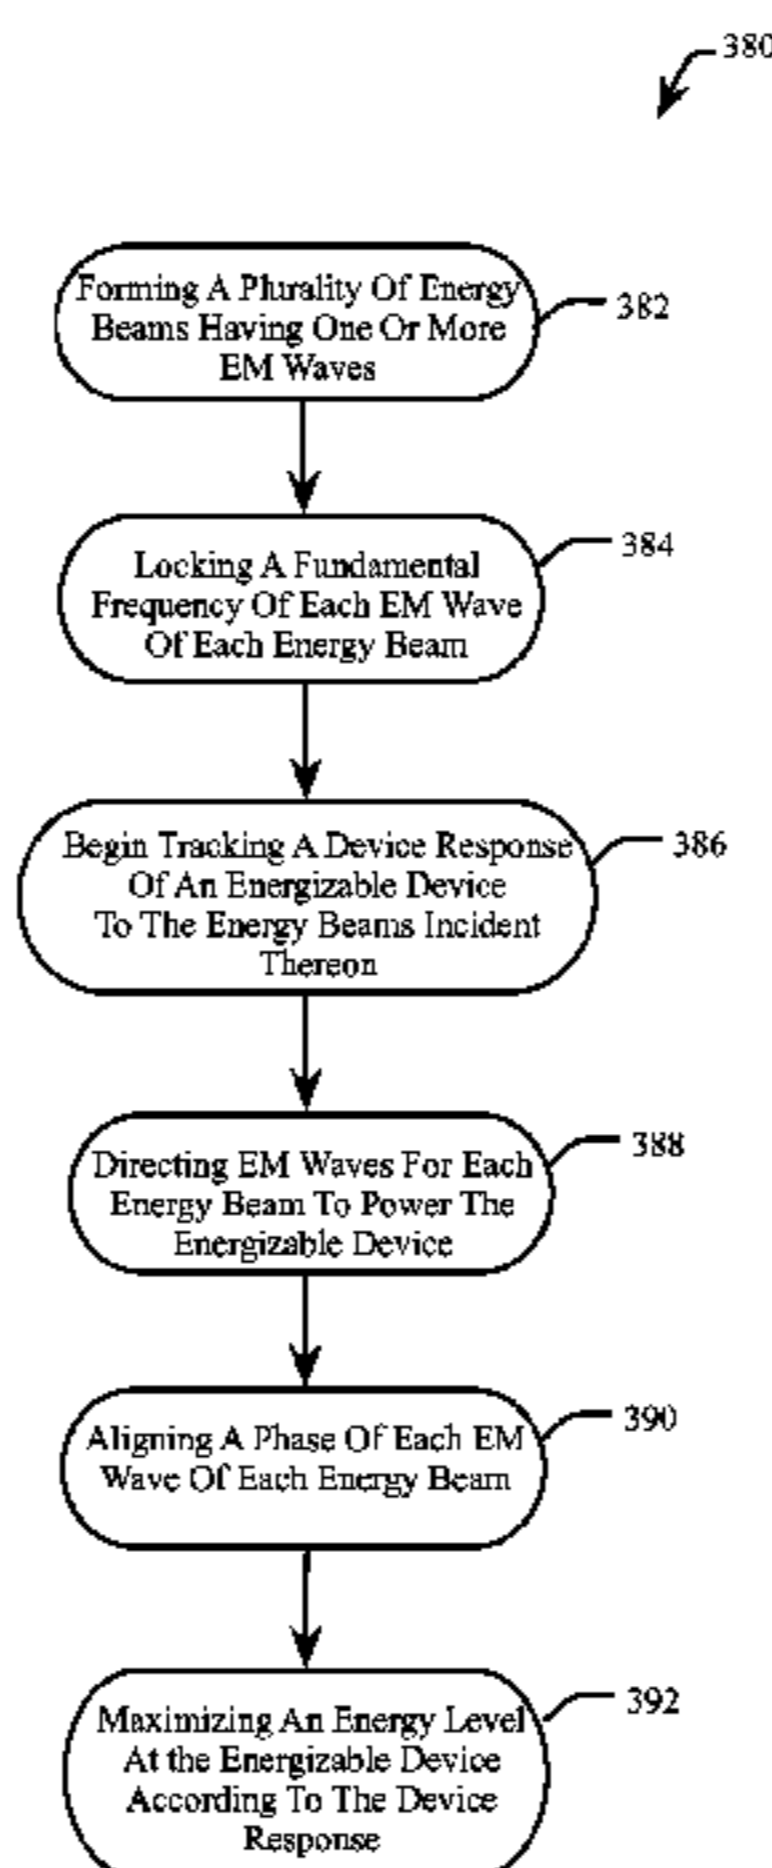 380
Forming A Plurality Of Energy
Beams Having One Or More
EM Waves
382
Locking A Fundamental
Frequency Of Each EM Wave
Of Each Energy Beam
384
Begin Tracking A Device Response
Of An Energizable Device
To The Energy Beams Incident
Thereon
386
Directing EM Waves For Each
Energy Beam To Power The
Energizable Device
388
Aligning A Phase Of Each EM
Wave Of Each Energy Beam
390
Maximizing An Energy Level
At the Energizable Device
According To The Device
Response
392